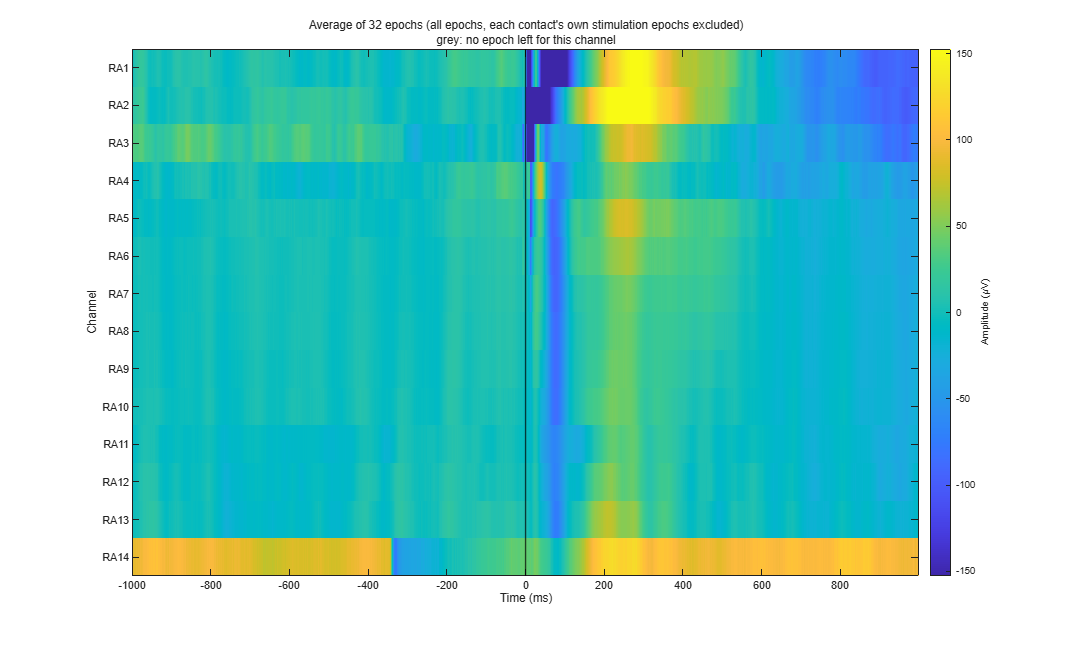 Average of 32 epochs (all epochs, each contact's own stimulation epochs excluded)
grey: no epoch left for this channel
RA1
RA2
RA3
RA4
RA5
RA6
RA7
RA8
RA9
RA10
RA11
RA12
RA13
RA14
Channel
-1000
-800
-600
-400
-200
0
200
400
600
800
Time (ms)
150
100
50
0
-50
-100
-150
Amplitude (μV)